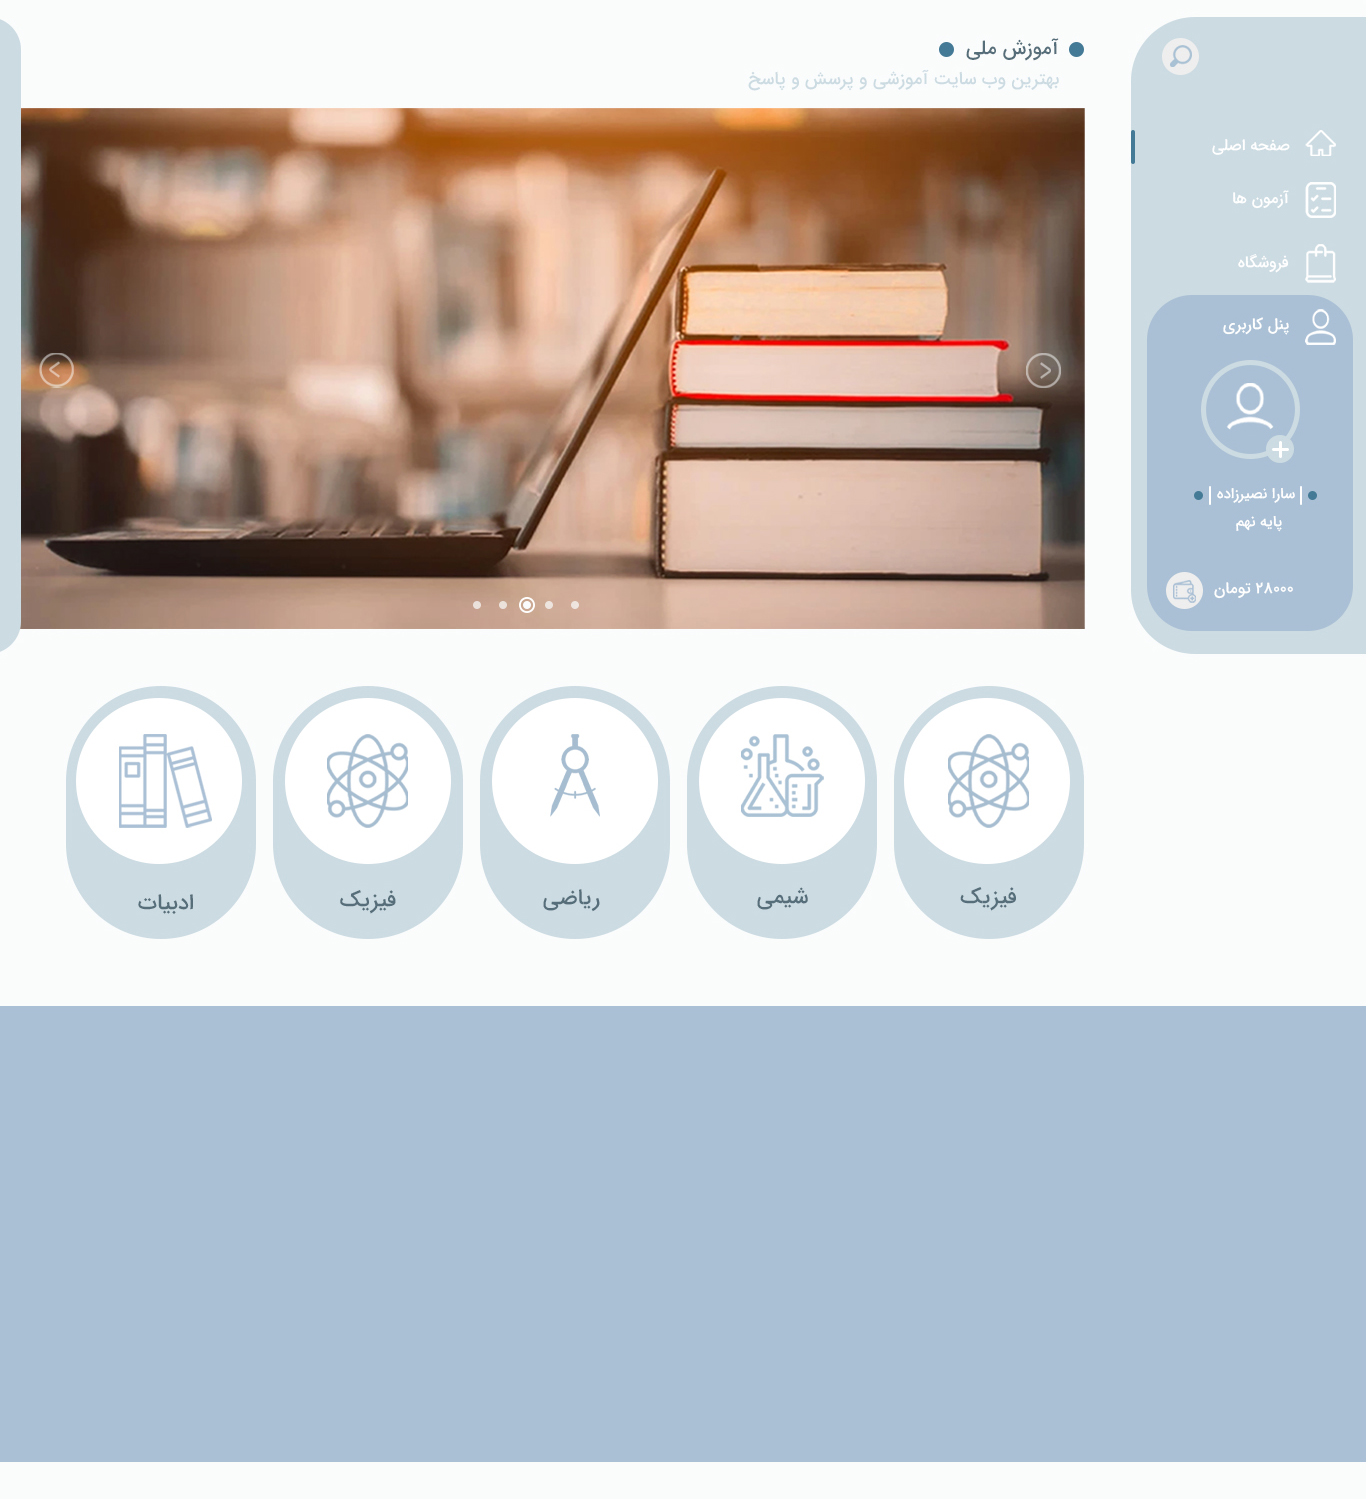 آموزش ملی
بهترین وب سایت آموزشی و پرسش و پاسخ
صفحه اصلی
آزمون ها
فروشگاه
پنل کاربری
| سارا نصیرزاده |
پایه نهم
۲۸۰۰۰ تومان
فیزیک
شیمی
ریاضی
فیزیک
ادبیات